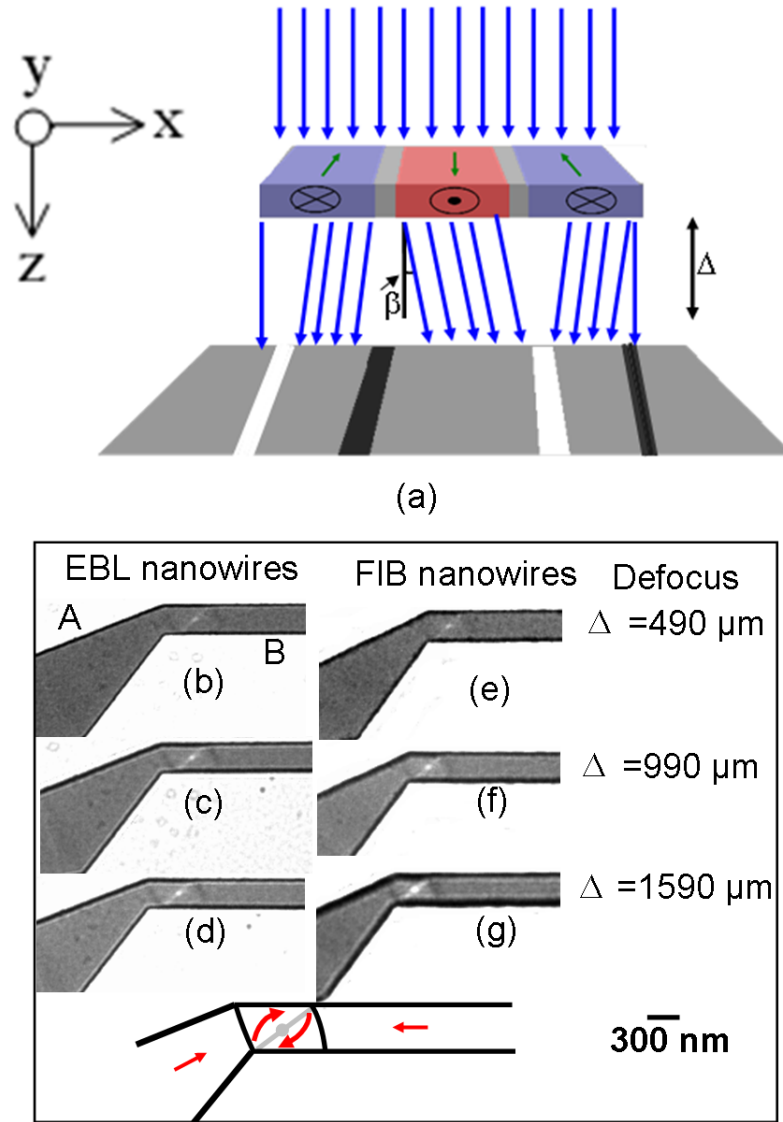 y
x
z
β
Δ
(a)
EBL nanowires FIB nanowires Defocus
A
B
(b)
(e)
Δ =490 µm
(c)
(f)
Δ =990 µm
(d)
(g)
Δ =1590 µm
300 nm